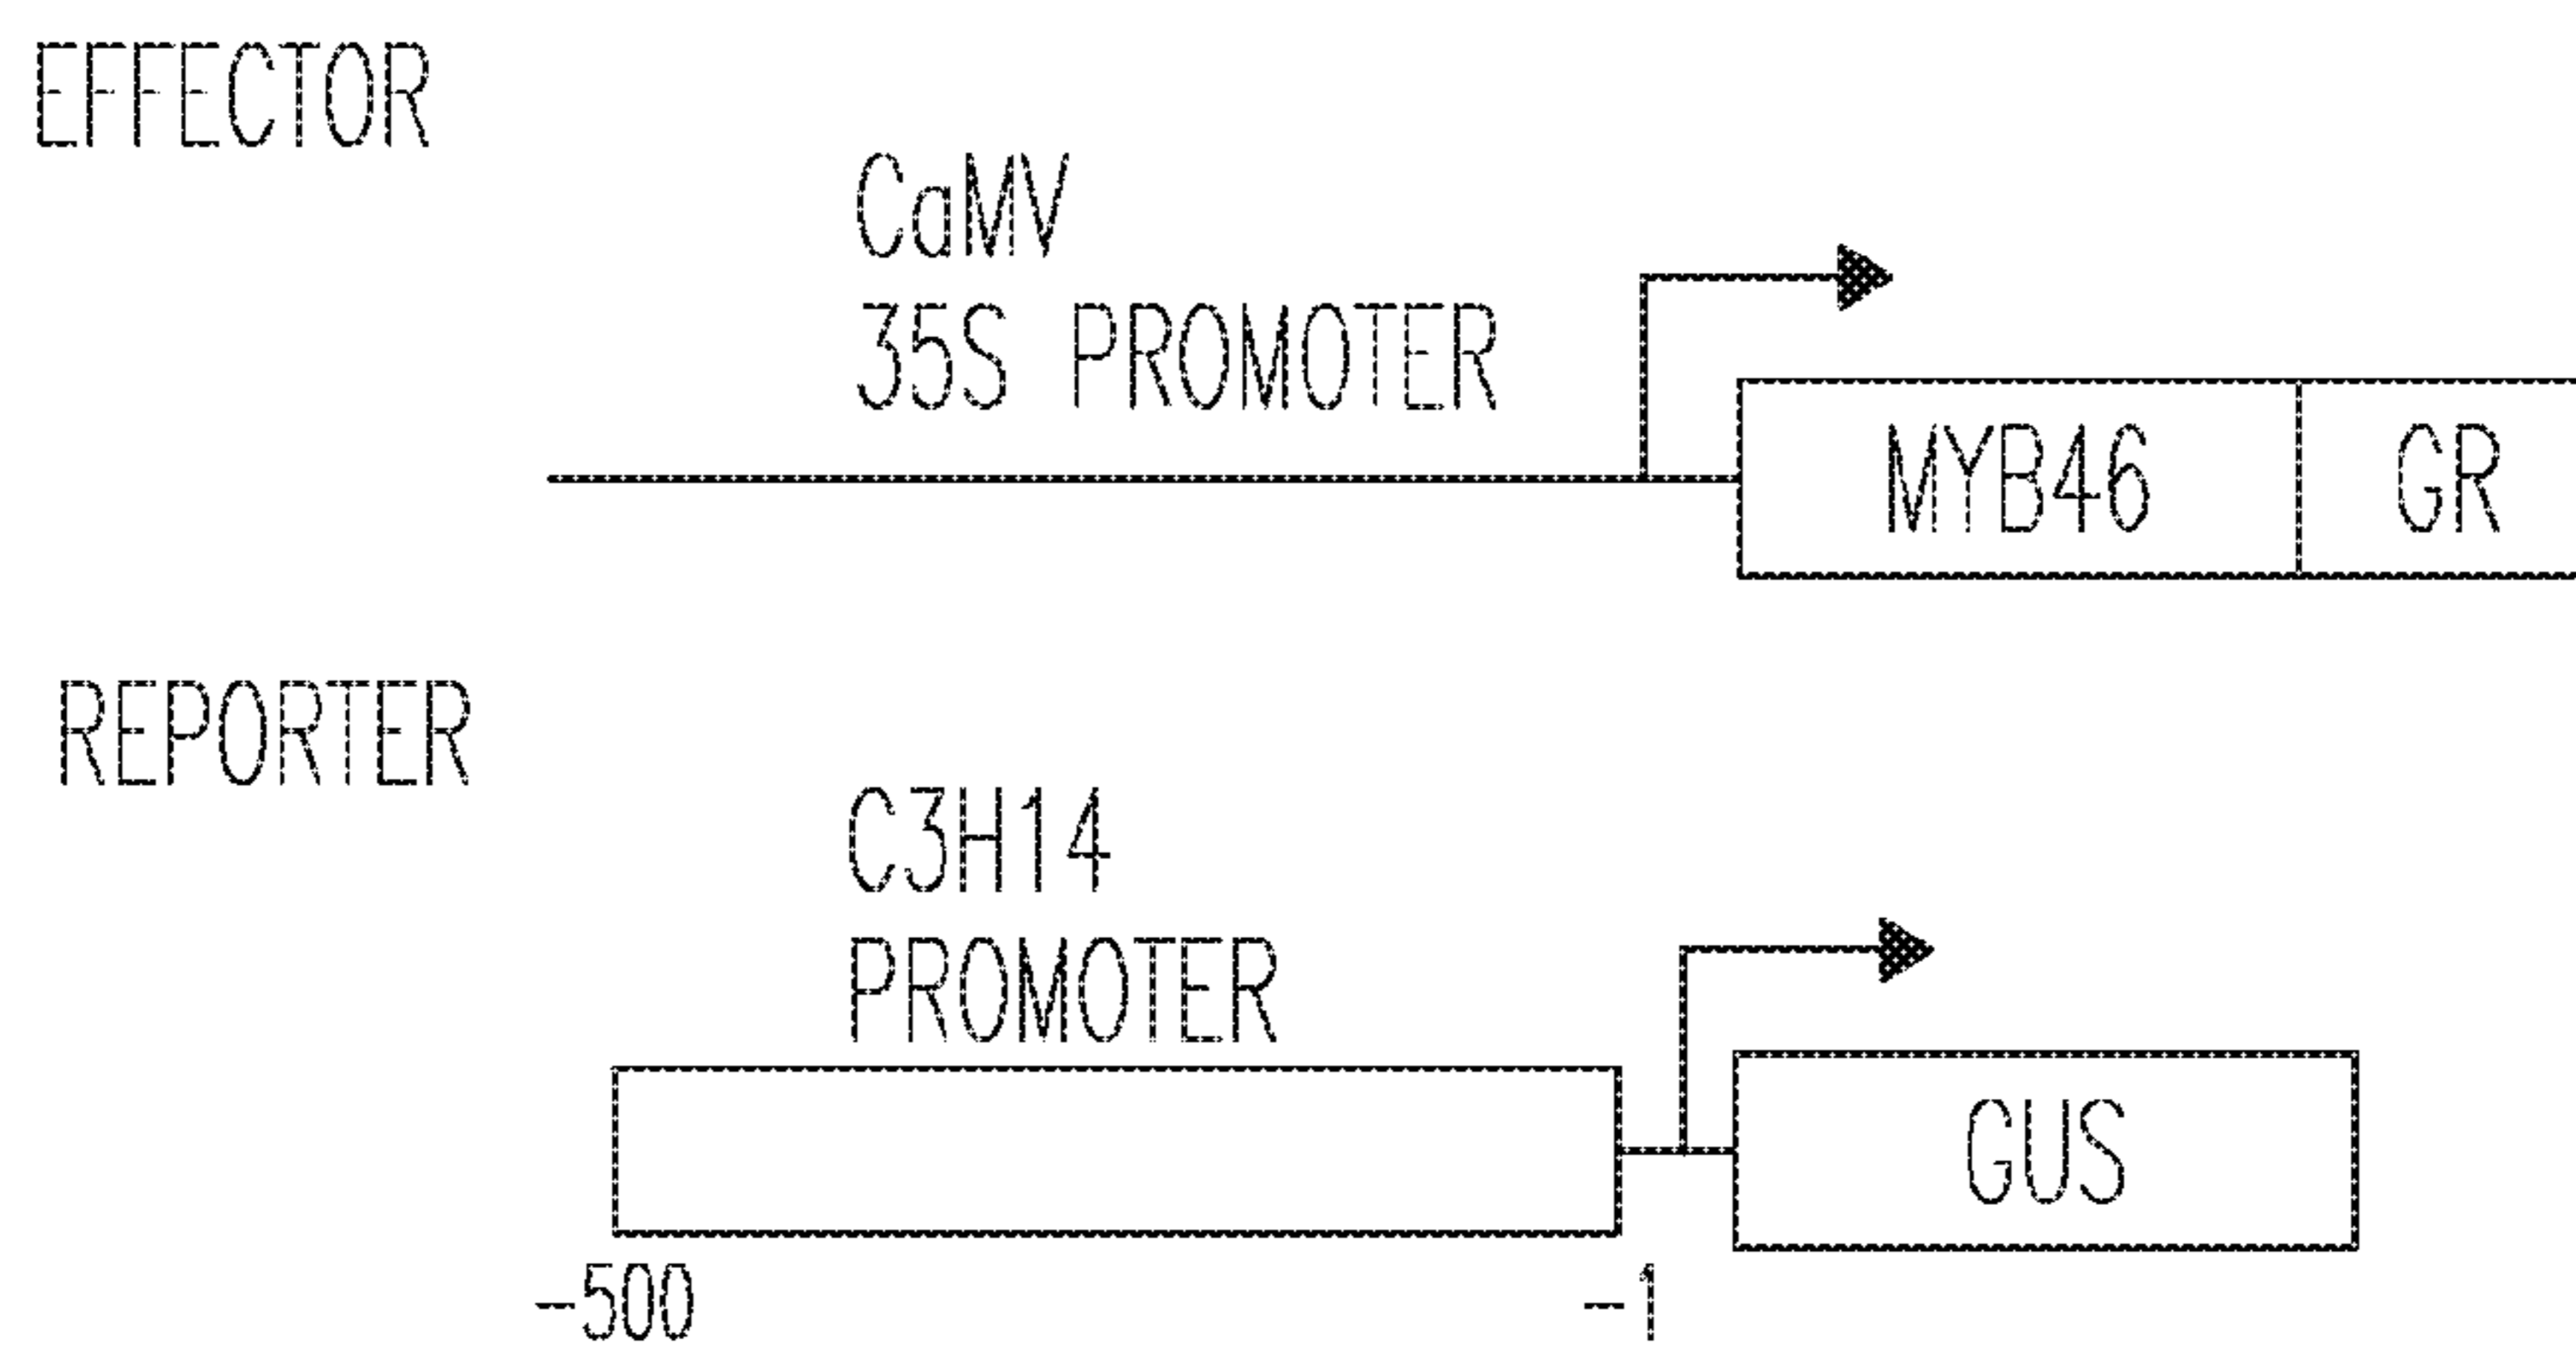 EFFECTOR
CaMV
35S PROMOTER
MYB46 GR
REPORTER
C3H14
PROMOTER
GUS
-500 -1